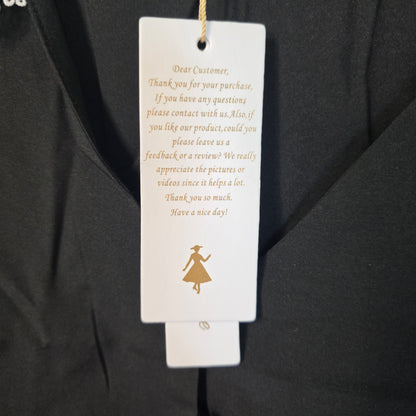 Dear Customer,
Thank you for your purchase,
If you have any questions
please contact with us.Also,if
you like our product,could you
please leave us a
feedback or a review? We really
appreciate the pictures or
videos since it helps a lot.
Thank you so much.
Have a nice day!